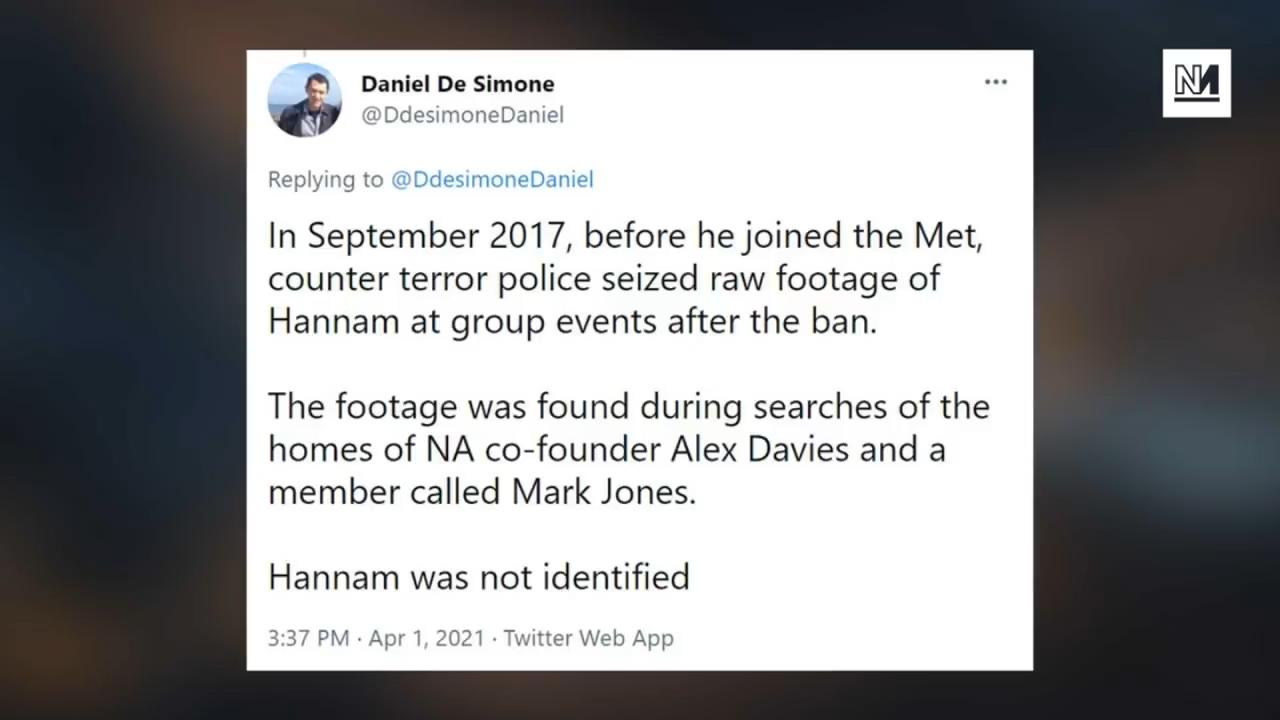 Daniel De Simone
@DdesimoneDaniel
Replying to @DdesimoneDaniel
In September 2017, before he joined the Met,
counter terror police seized raw footage of
Hannam at group events after the ban.
The footage was found during searches of the
homes of NA co-founder Alex Davies and a
member called Mark Jones.
Hannam was not identified
3:37 PM · Apr 1, 2021 · Twitter Web App
NM